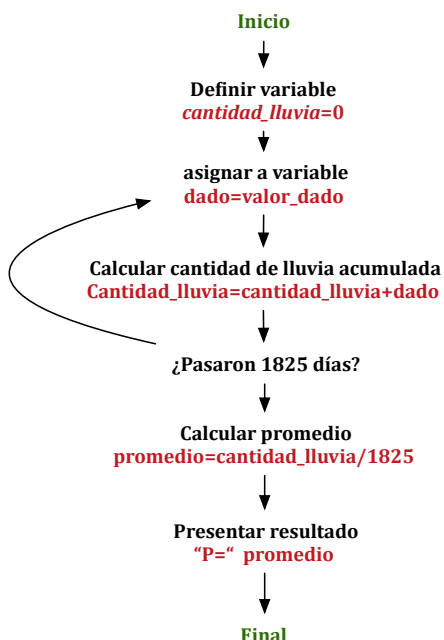 Inicio
Definir variable
cantidad_lluvia=0
asignar a variable
dado=valor_dado
Calcular cantidad de lluvia acumulada
Cantidad_lluvia=cantidad_lluvia+dado
¿Pasaron 1825 días?
Calcular promedio
promedio=cantidad_lluvia/1825
Presentar resultado
“P=“ promedio
Final